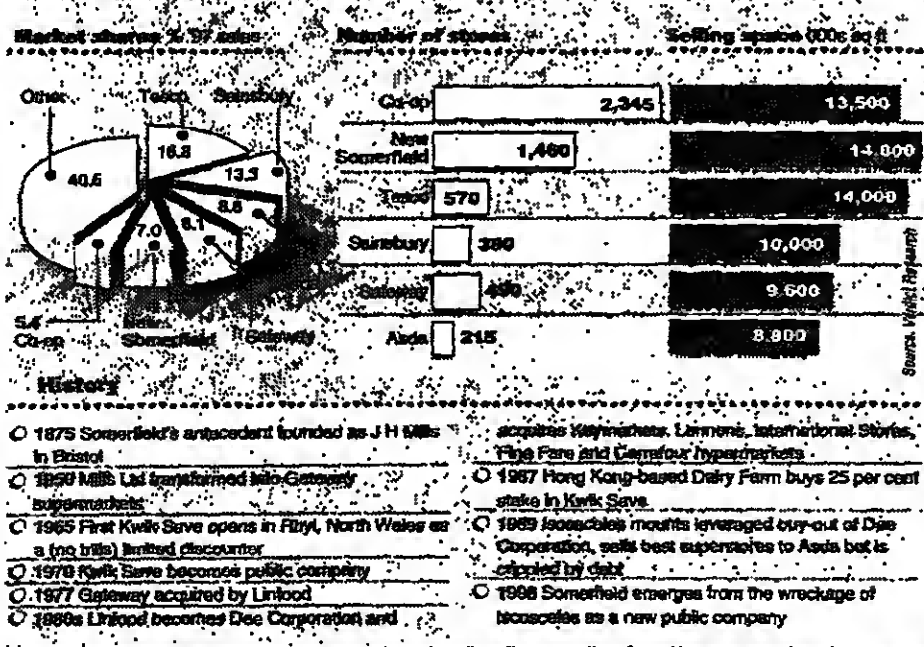 Market shares % '97 sales
Number of stores
Selling space 000s sq ft
Other
Tesco
Sainsbury
40.6
16.8
13.3
8.6
8.1
7.0
5.4
Co-op
Somerfield
Safeway
Co-op 2,345 13,500
New
Somerfield 1,460 14,000
Tesco 570 14,000
Sainsbury 380 10,000
Safeway 9,600
Asda 215 8,800
Source: Verdict Research
History
1875 Somerfield's antecedent founded as J H Mills
in Bristol
1950 Mills Ltd transformed into Gateway
supermarkets
1965 First Kwik Save opens in Rhyl, North Wales as
a (no frills) limited discounter
1970 Kwik Save becomes public company
1977 Gateway acquired by Linfood
1980s Linfood becomes Dee Corporation and
acquires Keymarkets, Lennons, International Stores,
Fine Fare and Carrefour hypermarkets
1987 Hong Kong-based Dairy Farm buys 25 per cent
stake in Kwik Save
1989 Isosceles mounts leveraged buy-out of Dee
Corporation, sells best superstores to Asda but is
crippled by debt
Somerfield emerges from the wreckage of
Isosceles as a new public company